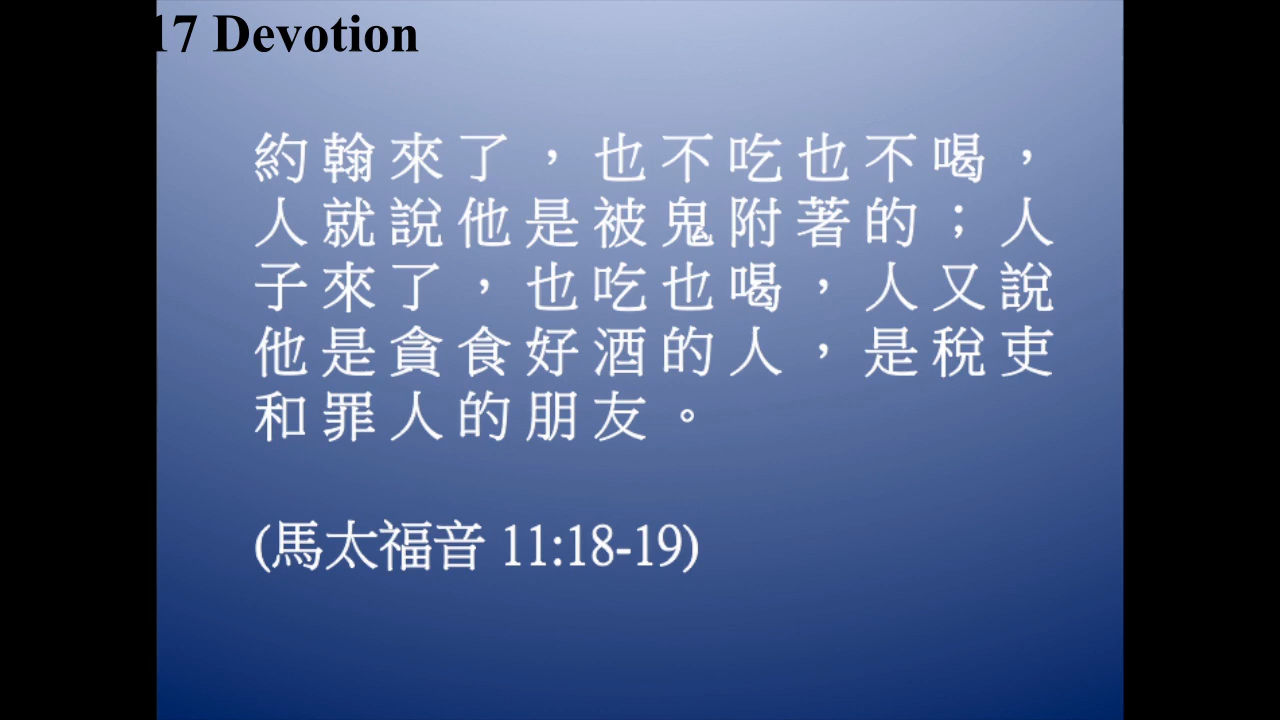 17 Devotion
約翰來了，也不吃也不喝，
人就說他是被鬼附著的；人
子來了，也吃也喝，人又說
他是貪食好酒的人，是稅吏
和罪人的朋友。
(馬太福音 11:18-19)